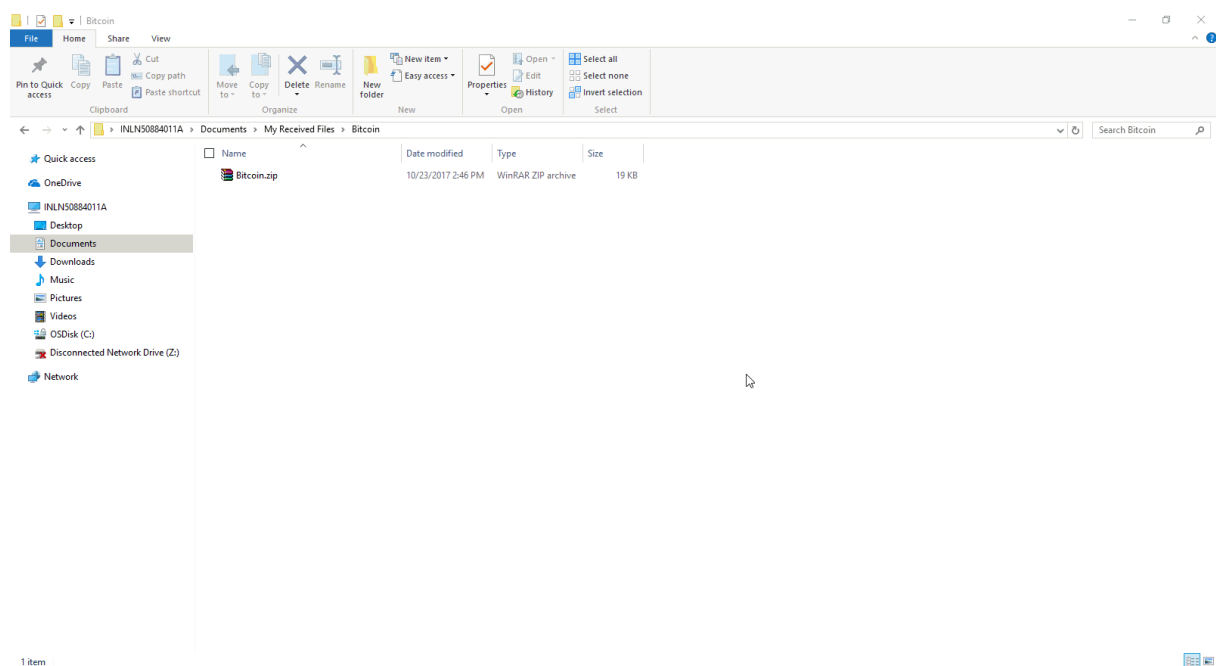 Bitcoin
File Home Share View
Pin to Quick access
Copy
Paste
Cut
Copy path
Paste shortcut
Clipboard
Move to
Copy to
Delete
Rename
Organize
New folder
New item
Easy access
New
Properties
Open
Edit
History
Open
Select all
Select none
Invert selection
Select
INLN50884011A > Documents > My Received Files > Bitcoin
Search Bitcoin
Name Date modified Type Size
Bitcoin.zip 10/23/2017 2:46 PM WinRAR ZIP archive 19 KB
Quick access
OneDrive
INLN50884011A
Desktop
Documents
Downloads
Music
Pictures
Videos
OSDisk (C:)
Disconnected Network Drive (Z:)
Network
1 item